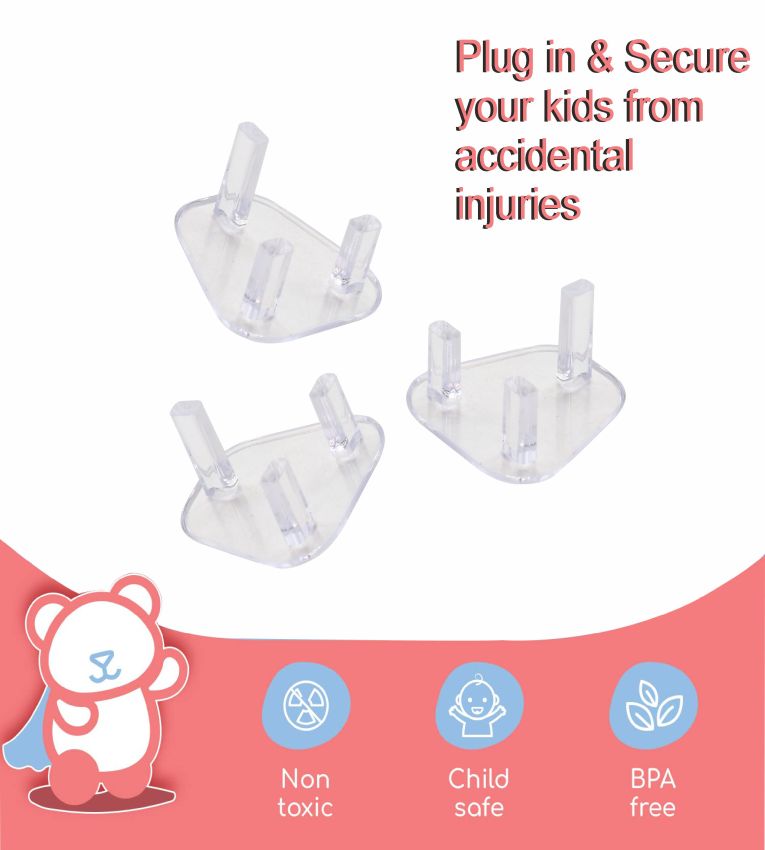 Plug in & Secure
your kids from
accidental
injuries
Non
toxic
Child
safe
BPA
free